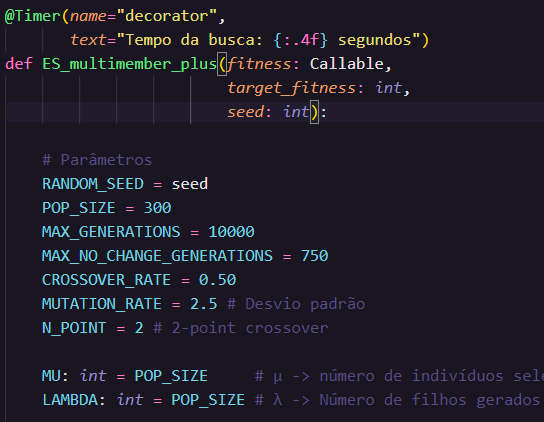 @Timer(name="decorator",
text="Tempo da busca: {:.4f} segundos")
def ES_multimember_plus(fitness: Callable,
target_fitness: int,
seed: int):
# Parâmetros
RANDOM_SEED = seed
POP_SIZE = 300
MAX_GENERATIONS = 10000
MAX_NO_CHANGE_GENERATIONS = 750
CROSSOVER_RATE = 0.50
MUTATION_RATE = 2.5 # Desvio padrão
N_POINT = 2 # 2-point crossover
MU: int = POP_SIZE # μ -> número de indivíduos sele
LAMBDA: int = POP_SIZE # λ -> Número de filhos gerados